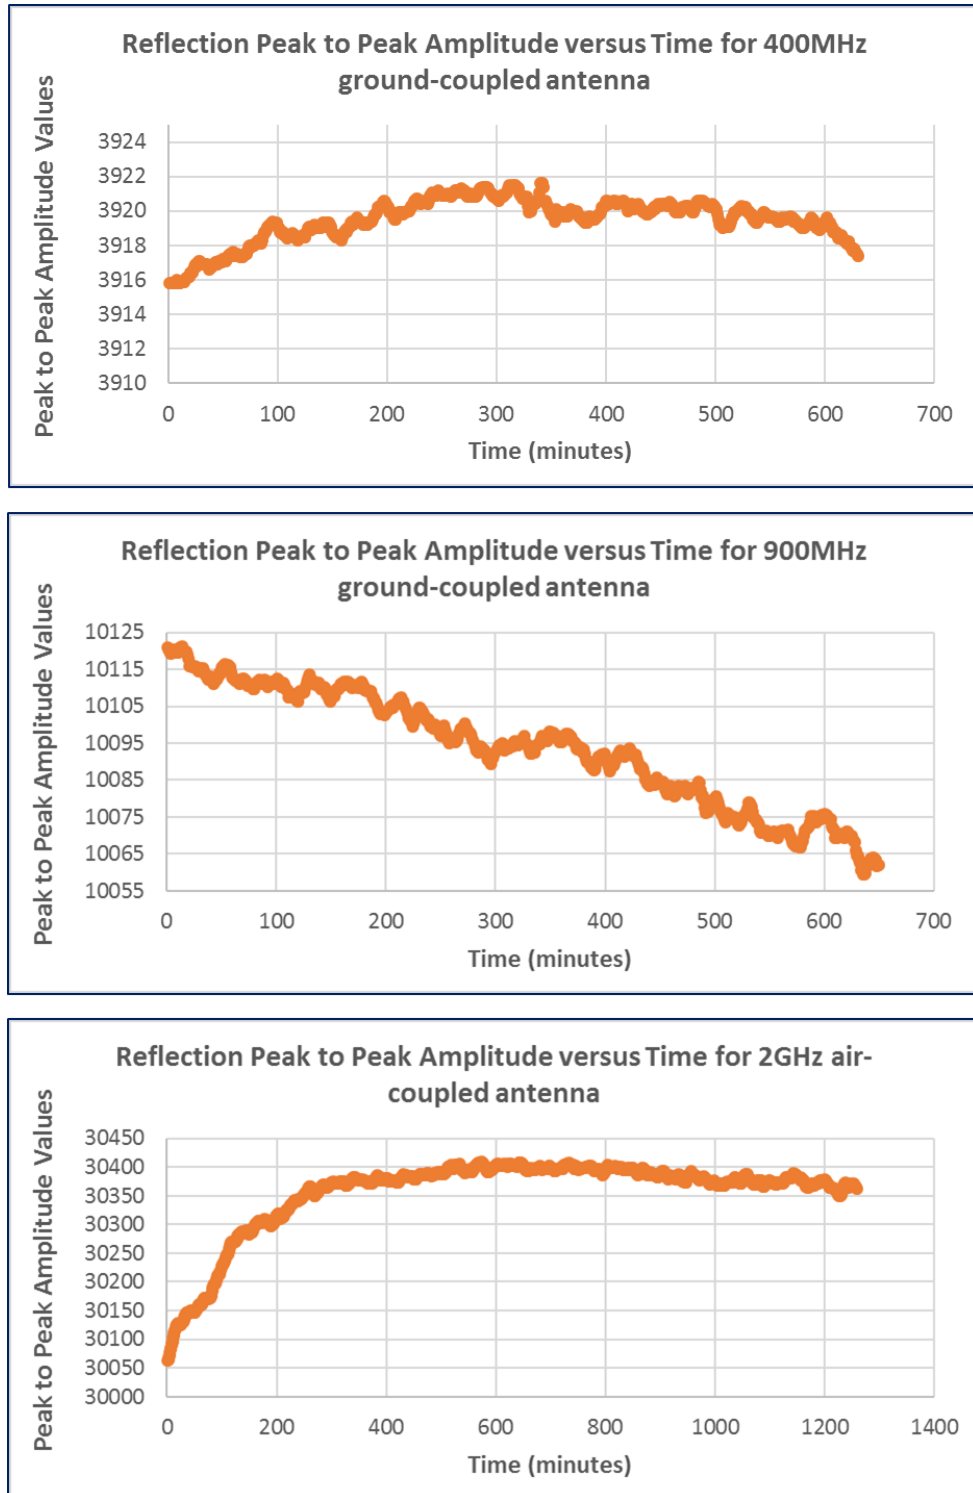 Reflection Peak to Peak Amplitude versus Time for 400MHz
ground-coupled antenna
Peak to Peak Amplitude Values
3924
3922
3920
3918
3916
3914
3912
3910
0 100 200 300 400 500 600 700
Time (minutes)
Reflection Peak to Peak Amplitude versus Time for 900MHz
ground-coupled antenna
Peak to Peak Amplitude Values
10125
10115
10105
10095
10085
10075
10065
10055
0 100 200 300 400 500 600 700
Time (minutes)
Reflection Peak to Peak Amplitude versus Time for 2GHz air-
coupled antenna
Peak to Peak Amplitude Values
30450
30400
30350
30300
30250
30200
30150
30100
30050
30000
0 200 400 600 800 1000 1200 1400
Time (minutes)